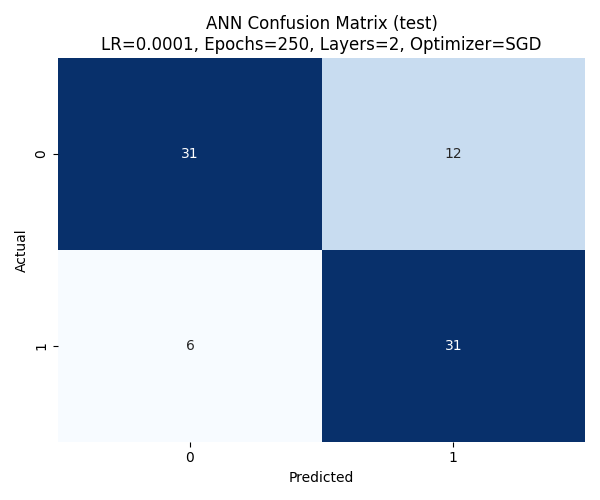 ANN Confusion Matrix (test)
LR=0.0001, Epochs=250, Layers=2, Optimizer=SGD
0
31
12
Actual
1
6
31
0
1
Predicted